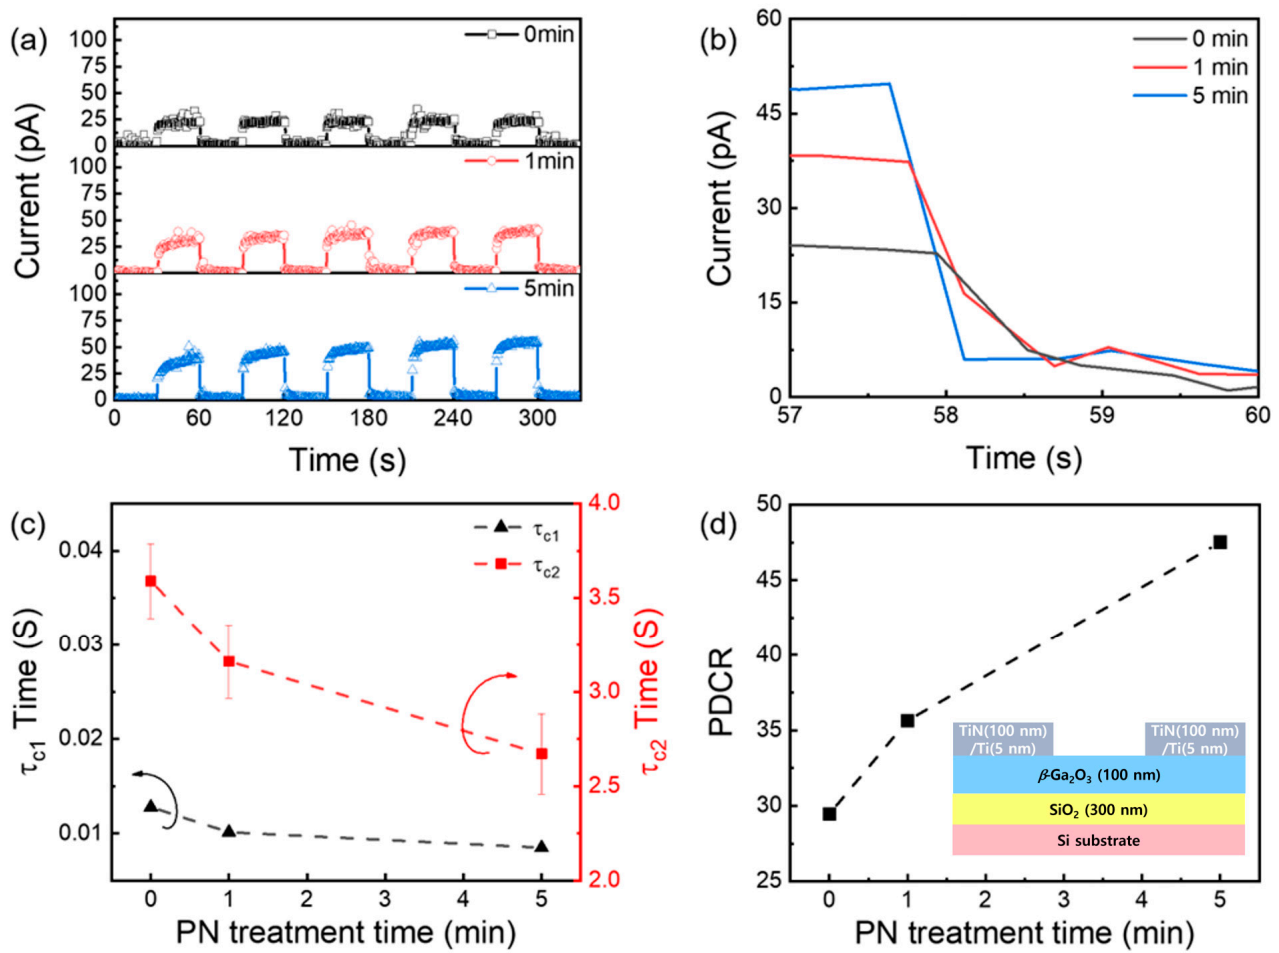 (a)
Current (pA)
100
75
50
25
0
0min
100
75
50
25
0
1min
100
75
50
25
0
5min
0 60 120 180 240 300
Time (s)
(b)
Current (pA)
60
45
30
15
0
0 min
1 min
5 min
57 58 59 60
Time (s)
(c)
τc1 Time (S)
0.04
0.03
0.02
0.01
τc1
τc2
4.0
3.5
3.0
2.5
2.0
τc2 Time (S)
0 1 2 3 4 5
PN treatment time (min)
(d)
PDCR
50
45
40
35
30
25
TiN(100 nm)
/Ti(5 nm)
TiN(100 nm)
/Ti(5 nm)
β-Ga2O3 (100 nm)
SiO2 (300 nm)
Si substrate
0 1 2 3 4 5
PN treatment time (min)